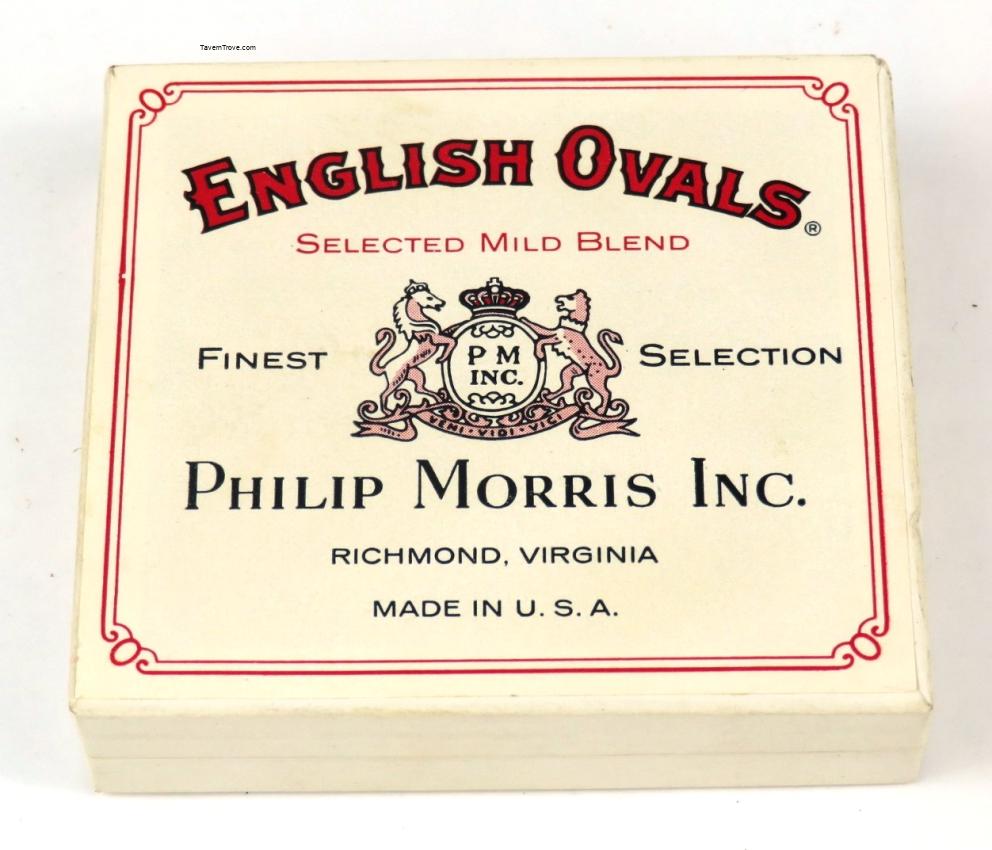 TavernTrove.com
ENGLISH OVALS®
SELECTED MILD BLEND
FINEST SELECTION
P M
INC.
VENI·VIDI·VICI
PHILIP MORRIS INC.
RICHMOND, VIRGINIA
MADE IN U. S. A.